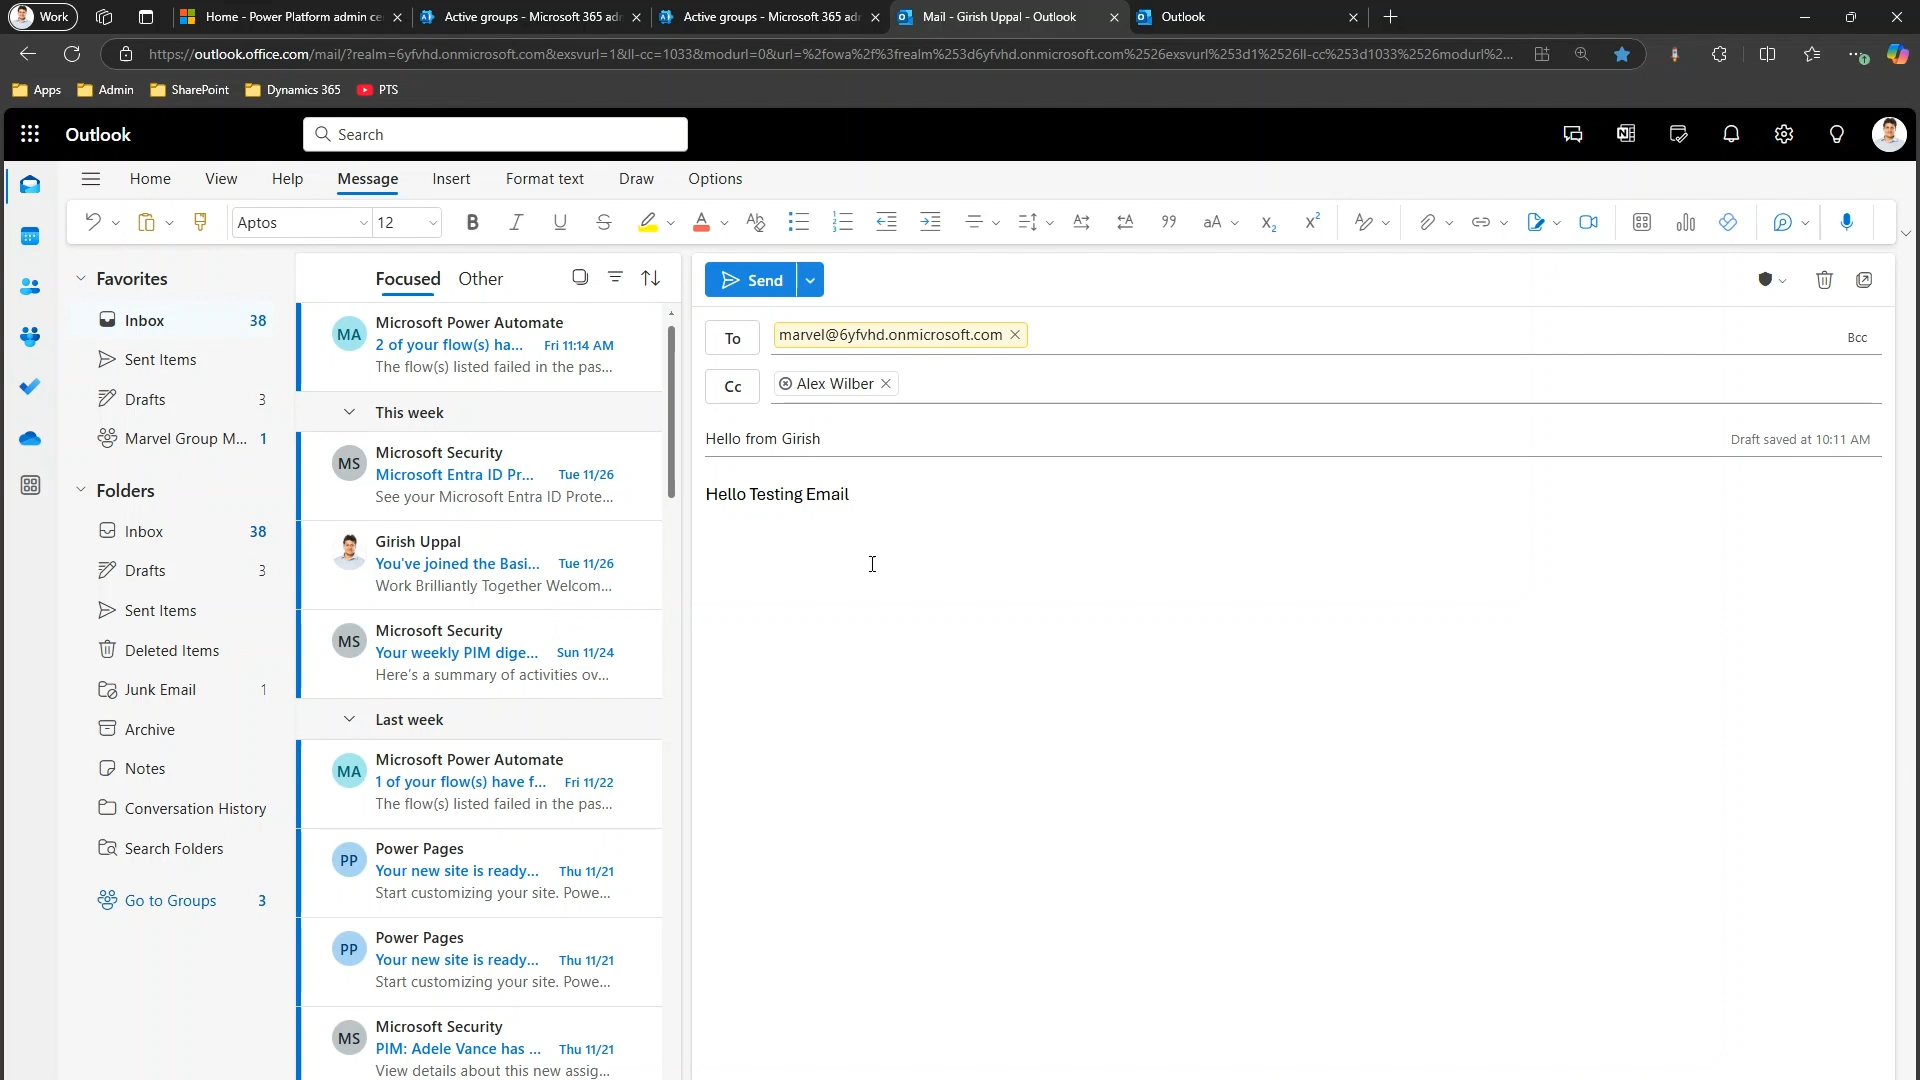 Work
Home - Power Platform admin ce
Active groups - Microsoft 365 adm
Active groups - Microsoft 365 adm
Mail - Girish Uppal - Outlook
Outlook
https://outlook.office.com/mail/?realm=6yfvhd.onmicrosoft.com&exsvurl=1&ll-cc=1033&modurl=0&url=%2fowa%2f%3frealm%253d6yfvhd.onmicrosoft.com%2526exsvurl%253d1%2526ll-cc%253d1033%2526modurl%2...
Apps
Admin
SharePoint
Dynamics 365
PTS
Outlook
Search
Home
View
Help
Message
Insert
Format text
Draw
Options
Aptos
12
Favorites
Inbox 38
Sent Items
Drafts 3
Marvel Group M... 1
Folders
Inbox 38
Drafts 3
Sent Items
Deleted Items
Junk Email 1
Archive
Notes
Conversation History
Search Folders
Go to Groups 3
Focused Other
MA
Microsoft Power Automate
2 of your flow(s) ha... Fri 11:14 AM
The flow(s) listed failed in the pas...
This week
MS
Microsoft Security
Microsoft Entra ID Pr... Tue 11/26
See your Microsoft Entra ID Prote...
Girish Uppal
You've joined the Basi... Tue 11/26
Work Brilliantly Together Welcom...
MS
Microsoft Security
Your weekly PIM dige... Sun 11/24
Here's a summary of activities ov...
Last week
MA
Microsoft Power Automate
1 of your flow(s) have f... Fri 11/22
The flow(s) listed failed in the pas...
PP
Power Pages
Your new site is ready... Thu 11/21
Start customizing your site. Powe...
PP
Power Pages
Your new site is ready... Thu 11/21
Start customizing your site. Powe...
MS
Microsoft Security
PIM: Adele Vance has ... Thu 11/21
View details about this new assig...
Send
To
marvel@6yfvhd.onmicrosoft.com
Bcc
Cc
Alex Wilber
Hello from Girish
Draft saved at 10:11 AM
Hello Testing Email